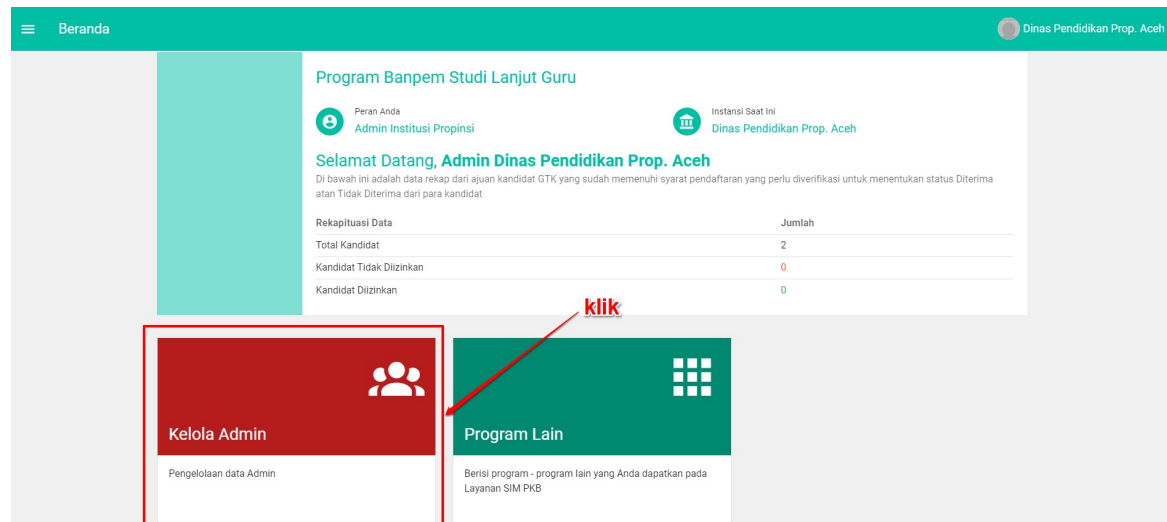 Beranda
Dinas Pendidikan Prop. Aceh
Program Banpem Studi Lanjut Guru
Peran Anda
Admin Institusi Propinsi
Instansi Saat ini
Dinas Pendidikan Prop. Aceh
Selamat Datang, Admin Dinas Pendidikan Prop. Aceh
Di bawah ini adalah data rekap dari ajuan kandidat GTK yang sudah memenuhi syarat pendaftaran yang perlu diverifikasi untuk menentukan status Diterima
atan Tidak Diterima dari para kandidat
Rekapituasi Data Jumlah
Total Kandidat 2
Kandidat Tidak Diizinkan 0
Kandidat Diizinkan 0
klik
Kelola Admin
Pengelolaan data Admin
Program Lain
Berisi program - program lain yang Anda dapatkan pada
Layanan SIM PKB